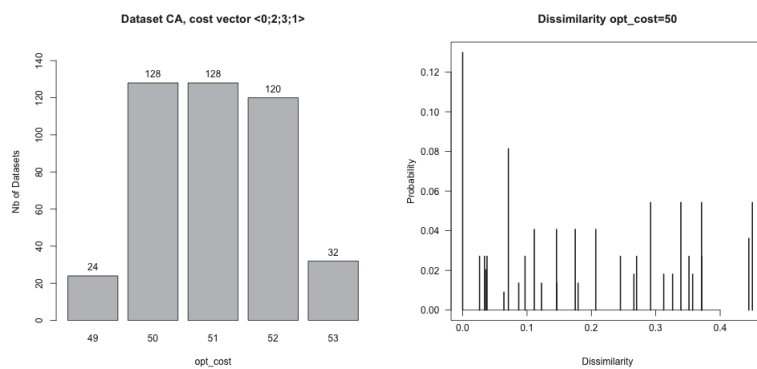 Dataset CA, cost vector <0;2;3;1>
Nb of Datasets
140
120
100
80
60
40
20
0
24
128
128
120
32
49 50 51 52 53
opt_cost
Dissimilarity opt_cost=50
Probability
0.12
0.10
0.08
0.06
0.04
0.02
0.00
0.0 0.1 0.2 0.3 0.4
Dissimilarity